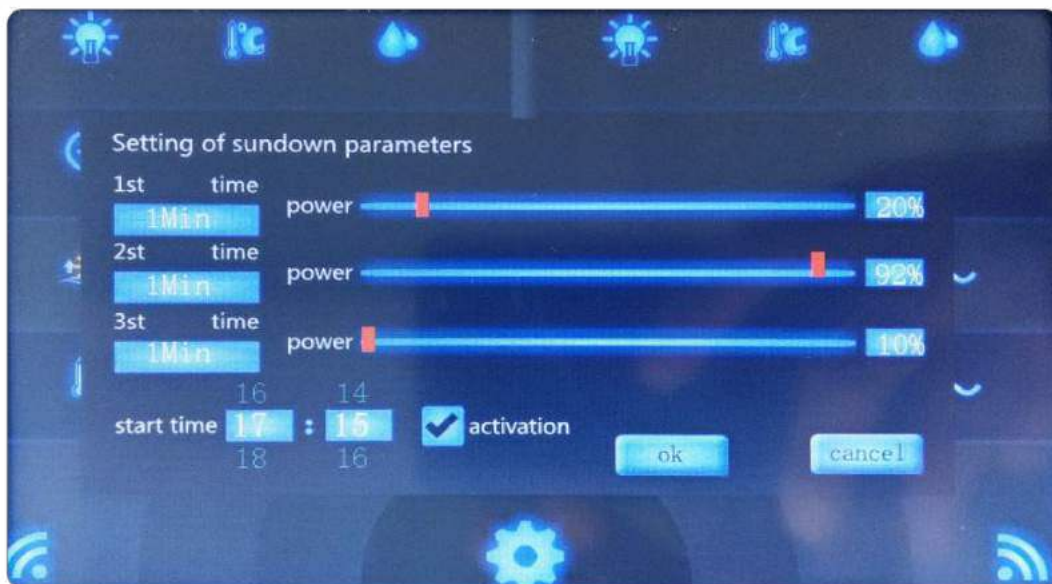 °C
°C
Setting of sundown parameters
1st time
1Min
power
20%
2st time
1Min
power
92%
3st time
1Min
power
10%
16 14
start time 17 : 15 activation
18 16
ok cancel